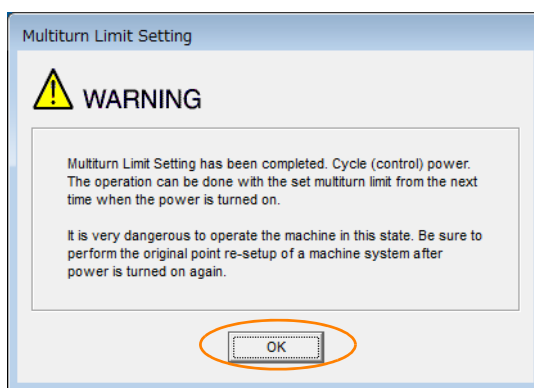 Multiturn Limit Setting
WARNING
Multiturn Limit Setting has been completed. Cycle (control) power.
The operation can be done with the set multiturn limit from the next
time when the power is turned on.
It is very dangerous to operate the machine in this state. Be sure to
perform the original point re-setup of a machine system after
power is turned on again.
OK